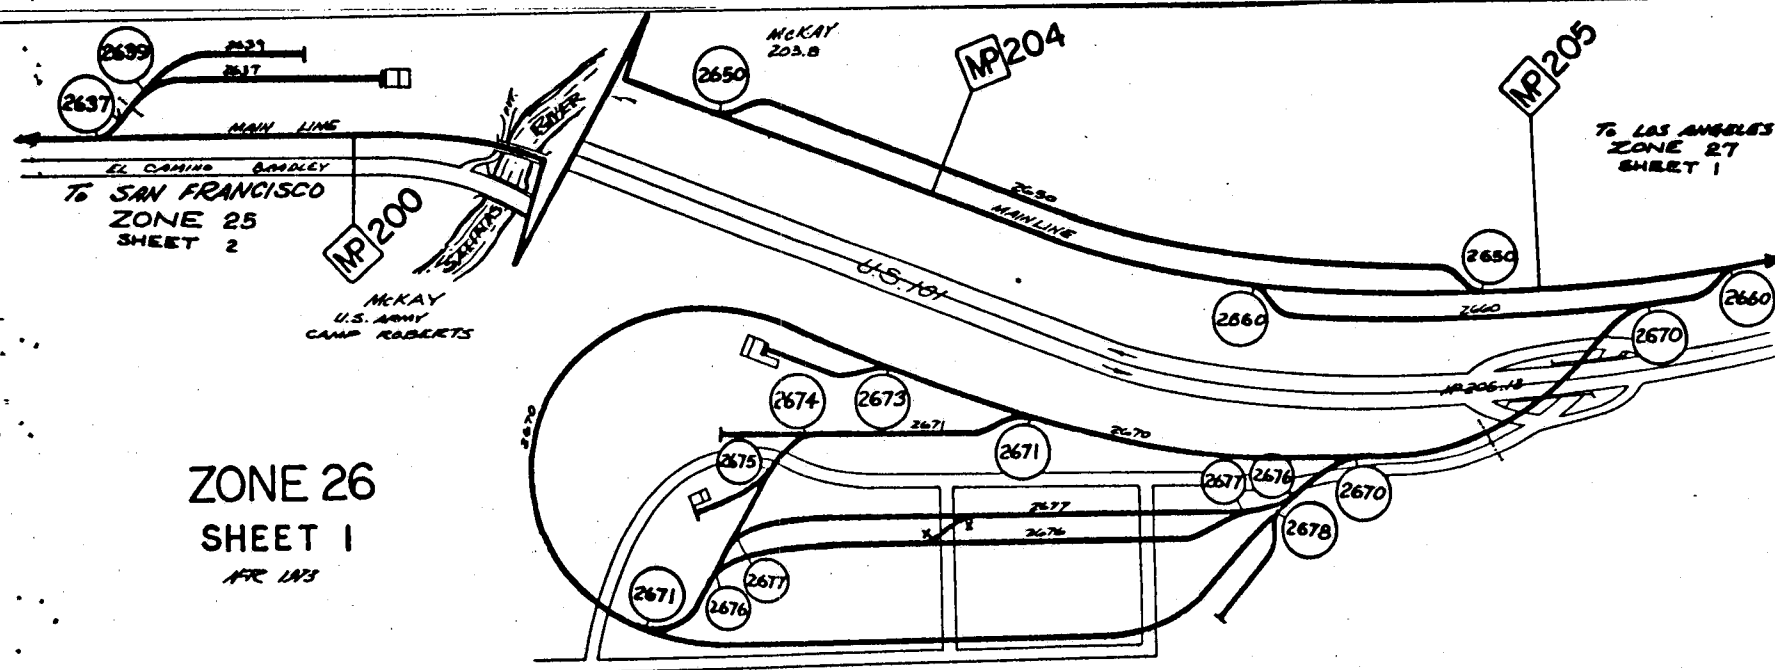 2639
2639
2637
2637
MAIN LINE
EL CAMINO BRADLEY
To SAN FRANCISCO
ZONE 25
SHEET 2
MP 200
RIVER
SALINAS
McKAY
U.S. ARMY
CAMP ROBERTS
McKAY
203.8
2650
MP 204
MP 205
To LOS ANGELES
ZONE 27
SHEET 1
2650
MAIN LINE
2650
U.S. 101
2660
2660
2660
2670
MP 206.13
2674
2673
2671
2670
2670
2675
2671
2677
2676
2670
2677
2678
2676
2671
2677
2676
ZONE 26
SHEET 1